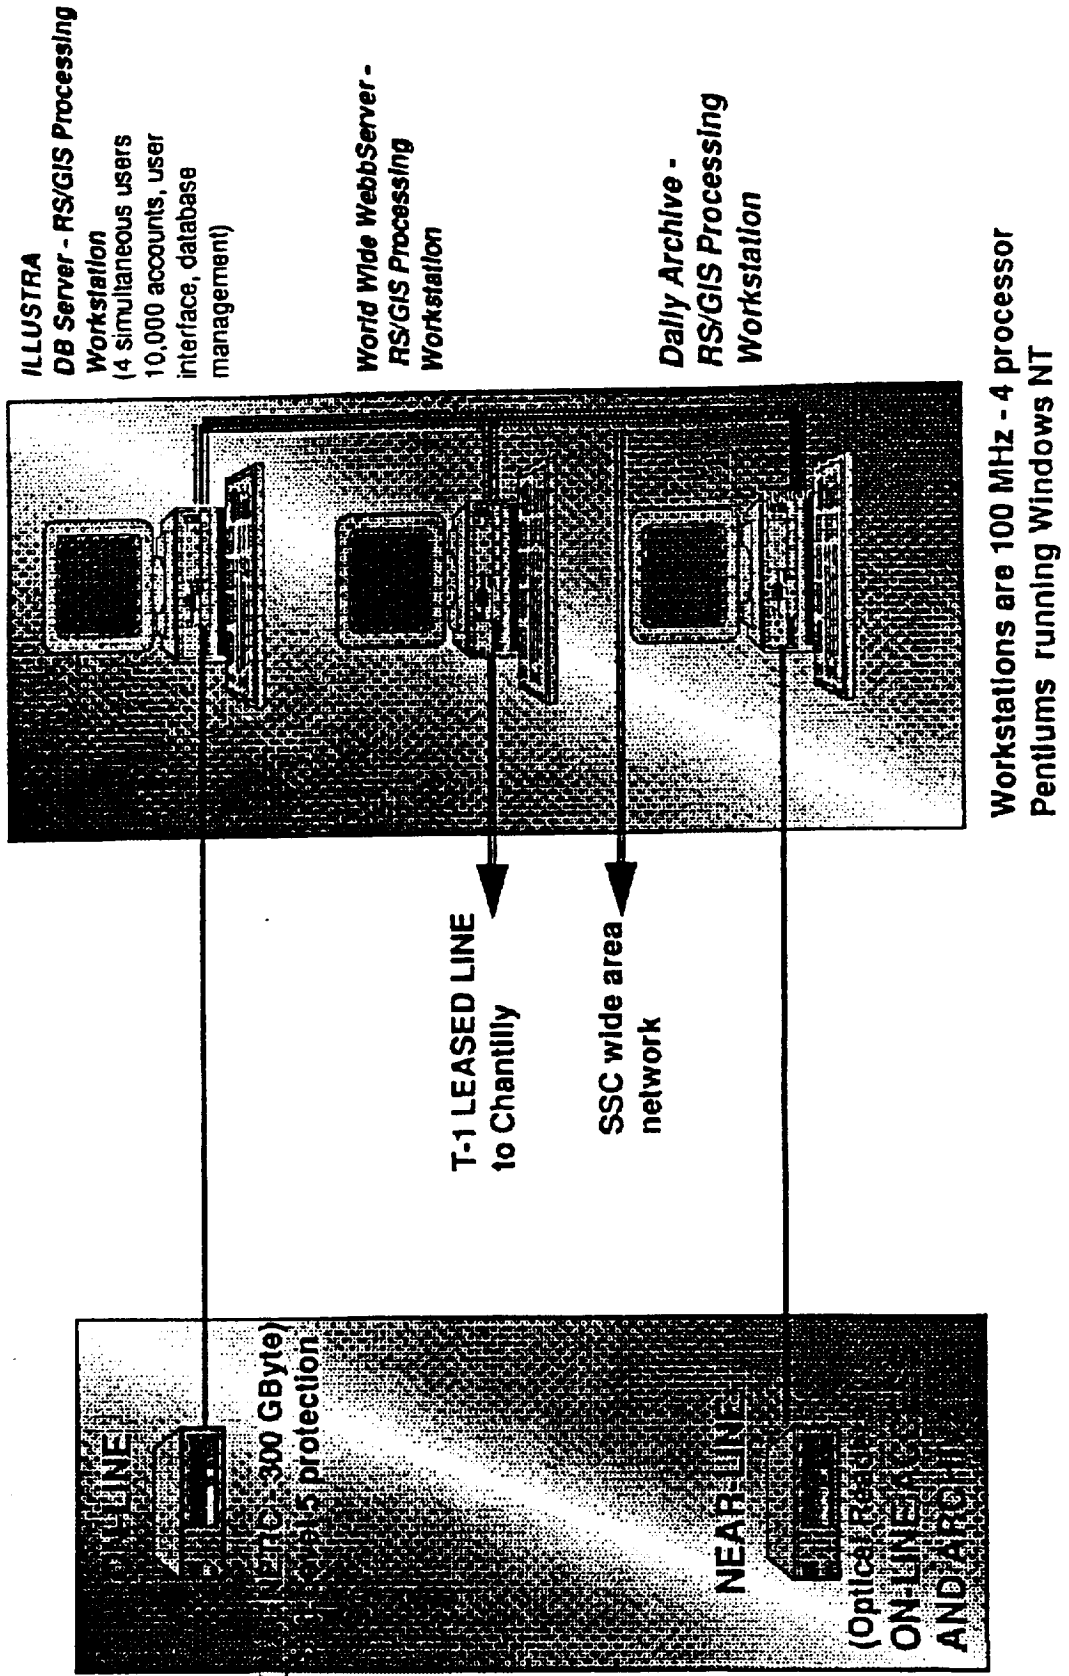 ILLUSTRA
DB Server - RS/GIS Processing
Workstation
(4 simultaneous users
10,000 accounts, user
interface, database
management)
World Wide WebbServer -
RS/GIS Processing
Workstation
Daily Archive -
RS/GIS Processing
Workstation
Workstations are 100 MHz - 4 processor
Pentiums running Windows NT
T-1 LEASED LINE
to Chantilly
SSC wide area
network
300 GByte)
5 protection
NEAR-LINE
(Optical
ON-LINE
AND